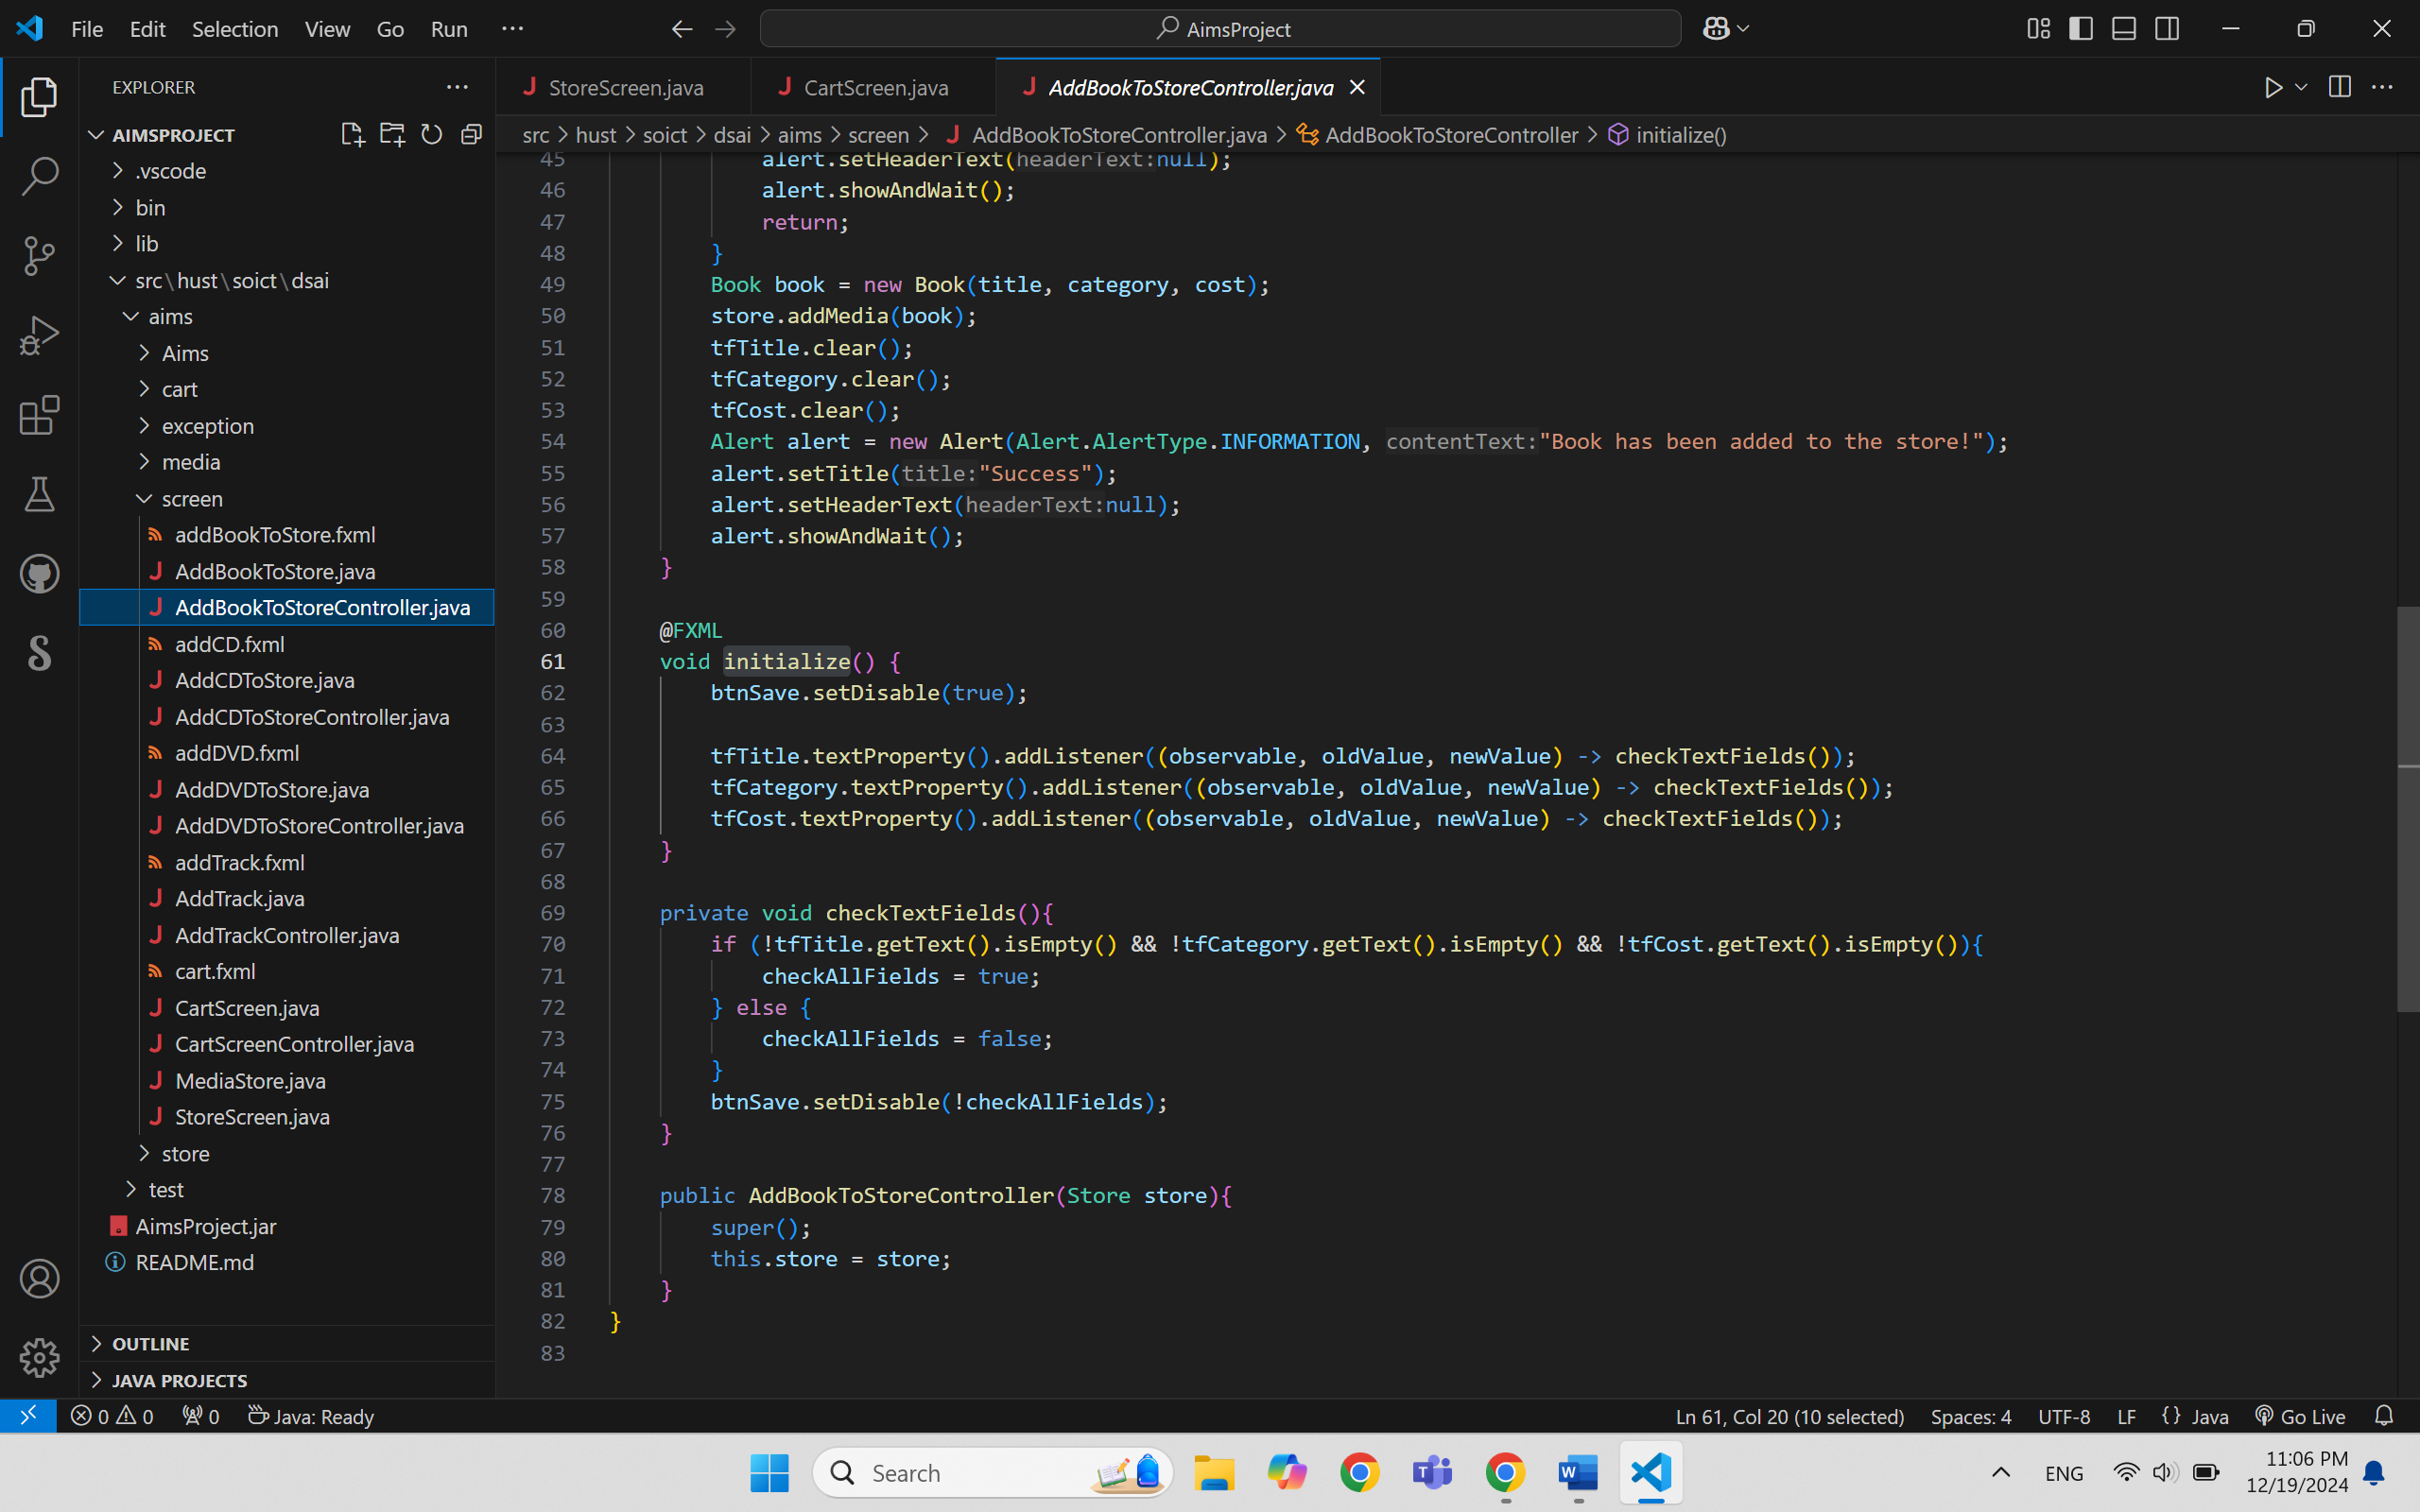 File Edit Selection View Go Run ··· AimsProject
EXPLORER ···
StoreScreen.java CartScreen.java AddBookToStoreController.java
AIMSPROJECT
src > hust > soict > dsai > aims > screen > AddBookToStoreController.java > AddBookToStoreController > initialize()
.vscode
bin
lib
src\hust\soict\dsai
aims
Aims
cart
exception
media
screen
addBookToStore.fxml
AddBookToStore.java
AddBookToStoreController.java
addCD.fxml
AddCDToStore.java
AddCDToStoreController.java
addDVD.fxml
AddDVDToStore.java
AddDVDToStoreController.java
addTrack.fxml
AddTrack.java
AddTrackController.java
cart.fxml
CartScreen.java
CartScreenController.java
MediaStore.java
StoreScreen.java
store
test
AimsProject.jar
README.md
OUTLINE
JAVA PROJECTS
45 alert.setHeaderText(headerText:null);
46 alert.showAndWait();
47 return;
48 }
49 Book book = new Book(title, category, cost);
50 store.addMedia(book);
51 tfTitle.clear();
52 tfCategory.clear();
53 tfCost.clear();
54 Alert alert = new Alert(Alert.AlertType.INFORMATION, contentText:"Book has been added to the store!");
55 alert.setTitle(title:"Success");
56 alert.setHeaderText(headerText:null);
57 alert.showAndWait();
58 }
59
60 @FXML
61 void initialize() {
62 btnSave.setDisable(true);
63
64 tfTitle.textProperty().addListener((observable, oldValue, newValue) -> checkTextFields());
65 tfCategory.textProperty().addListener((observable, oldValue, newValue) -> checkTextFields());
66 tfCost.textProperty().addListener((observable, oldValue, newValue) -> checkTextFields());
67 }
68
69 private void checkTextFields(){
70 if (!tfTitle.getText().isEmpty() && !tfCategory.getText().isEmpty() && !tfCost.getText().isEmpty()){
71 checkAllFields = true;
72 } else {
73 checkAllFields = false;
74 }
75 btnSave.setDisable(!checkAllFields);
76 }
77
78 public AddBookToStoreController(Store store){
79 super();
80 this.store = store;
81 }
82 }
83
0 0 0 Java: Ready Ln 61, Col 20 (10 selected) Spaces: 4 UTF-8 LF {} Java Go Live
Search ENG 11:06 PM
12/19/2024